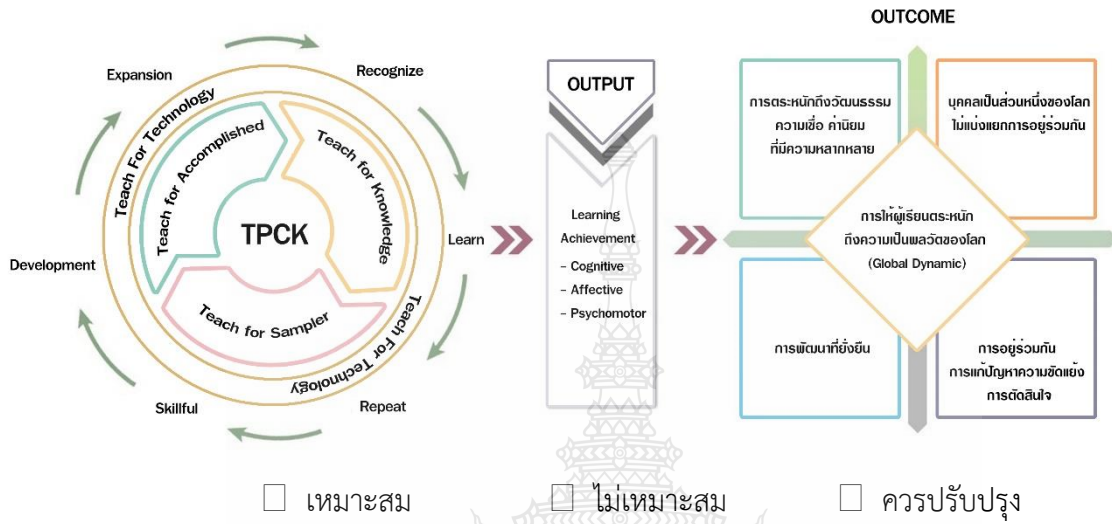 Expansion
Recognize
Learn
Repeat
Skillful
Development
Teach For Technology
Teach For Technology
Teach for Accomplished
Teach for Knowledge
Teach for Sampler
TPCK
OUTPUT
Learning
Achievement
- Cognitive
- Affective
- Psychomotor
OUTCOME
การตระหนักถึงวัฒนธรรม
ความเชื่อ ค่านิยม
ที่มีความหลากหลาย
บุคคลเป็นส่วนหนึ่งของโลก
ไม่แบ่งแยกการอยู่ร่วมกัน
การให้ผู้เรียนตระหนัก
ถึงความเป็นพลวัตของโลก
(Global Dynamic)
การพัฒนาที่ยั่งยืน
การอยู่ร่วมกัน
การแก้ปัญหาความขัดแย้ง
การตัดสินใจ
☐ เหมาะสม ☐ ไม่เหมาะสม ☐ ควรปรับปรุง